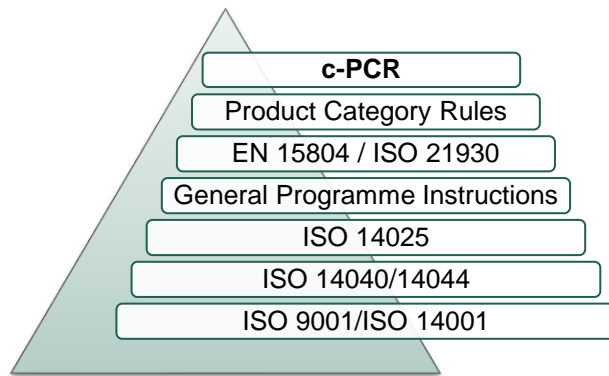 c-PCR
Product Category Rules
EN 15804 / ISO 21930
General Programme Instructions
ISO 14025
ISO 14040/14044
ISO 9001/ISO 14001